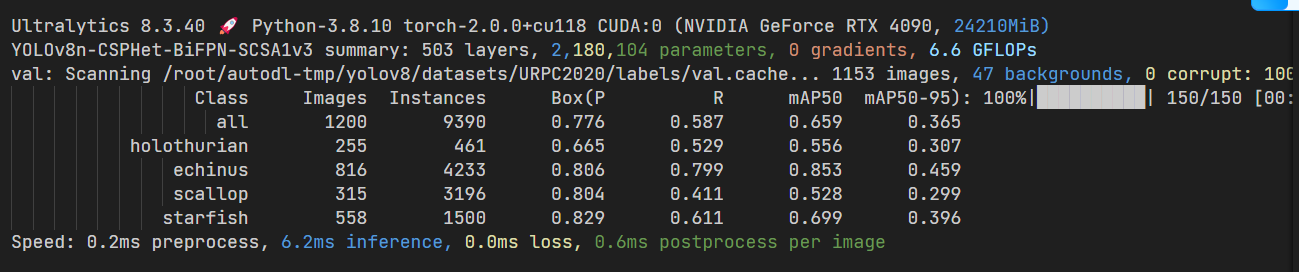 Ultralytics 8.3.40 🚀 Python-3.8.10 torch-2.0.0+cu118 CUDA:0 (NVIDIA GeForce RTX 4090, 24210MiB)
YOLOv8n-CSPHet-BiFPN-SCSA1v3 summary: 503 layers, 2,180,104 parameters, 0 gradients, 6.6 GFLOPs
val: Scanning /root/autodl-tmp/yolov8/datasets/URPC2020/labels/val.cache... 1153 images, 47 backgrounds, 0 corrupt: 100
Class Images Instances Box(P R mAP50 mAP50-95): 100%|██████████| 150/150 [00:
all 1200 9390 0.776 0.587 0.659 0.365
holothurian 255 461 0.665 0.529 0.556 0.307
echinus 816 4233 0.806 0.799 0.853 0.459
scallop 315 3196 0.804 0.411 0.528 0.299
starfish 558 1500 0.829 0.611 0.699 0.396
Speed: 0.2ms preprocess, 6.2ms inference, 0.0ms loss, 0.6ms postprocess per image